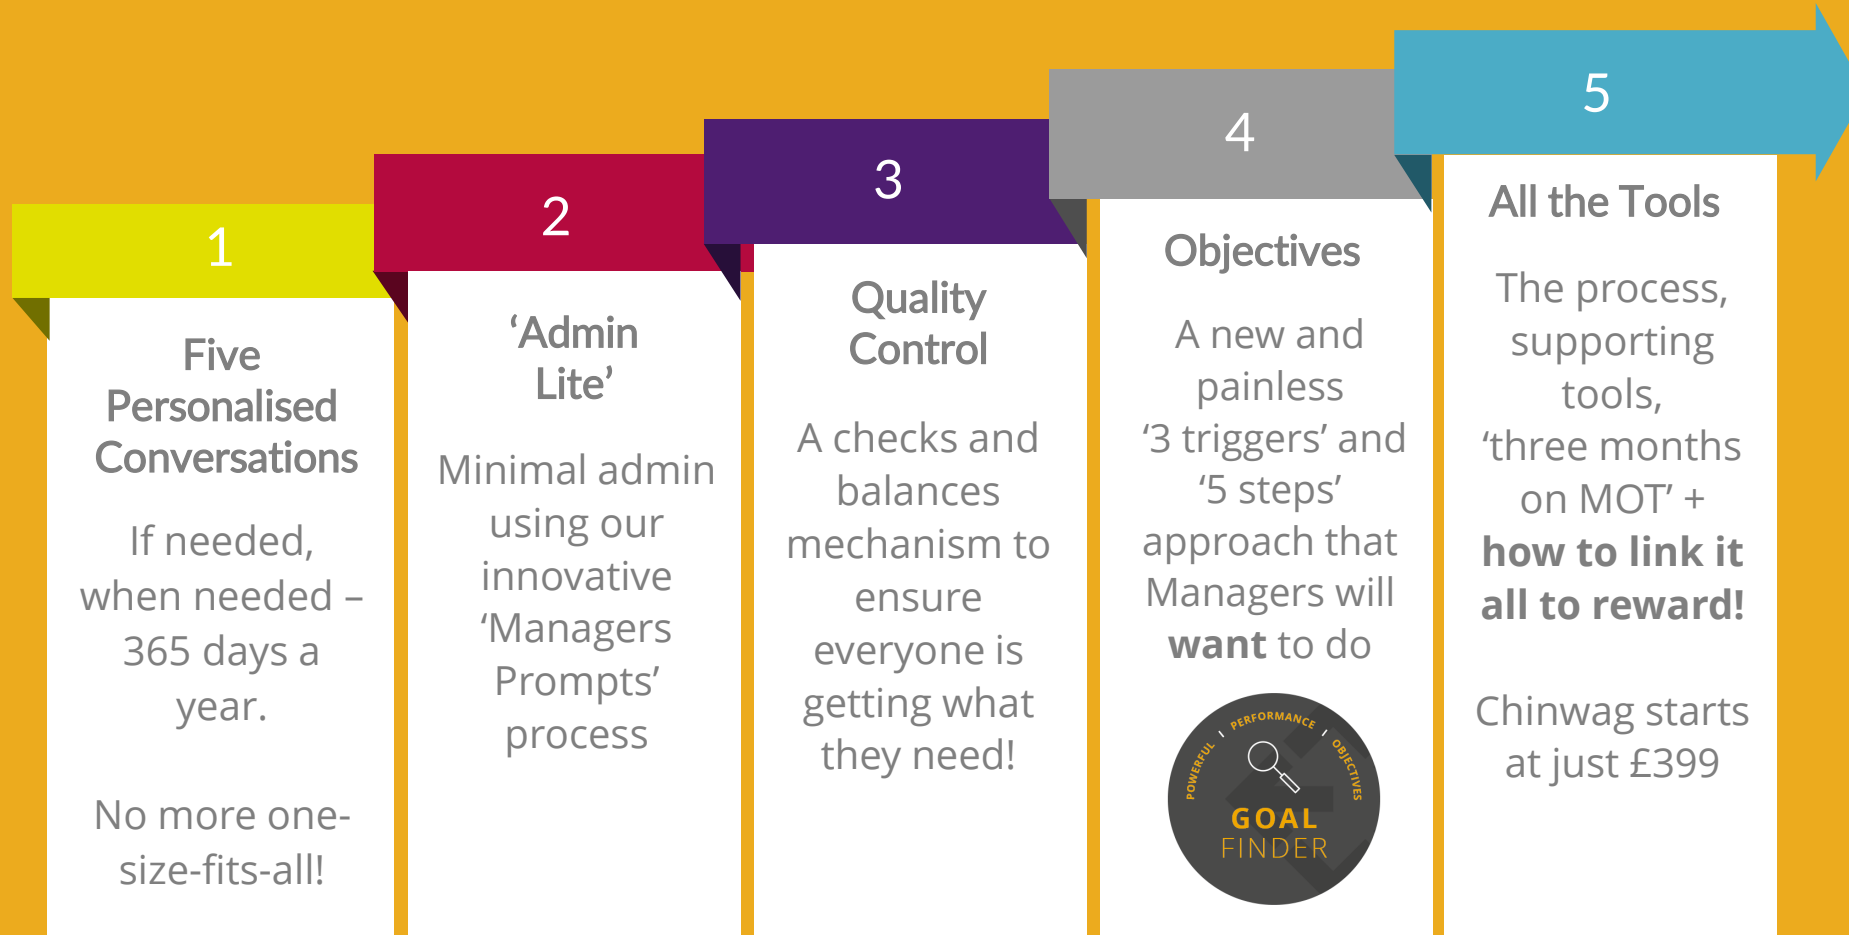 1
Five
Personalised
Conversations
If needed,
when needed –
365 days a
year.
No more one-
size-fits-all!
2
‘Admin
Lite’
Minimal admin
using our
innovative
‘Managers
Prompts’
process
3
Quality
Control
A checks and
balances
mechanism to
ensure
everyone is
getting what
they need!
4
Objectives
A new and
painless
‘3 triggers’ and
‘5 steps’
approach that
Managers will
want to do
POWERFUL PERFORMANCE OBJECTIVES
GOAL
FINDER
5
All the Tools
The process,
supporting
tools,
‘three months
on MOT’ +
how to link it
all to reward!
Chinwag starts
at just £399